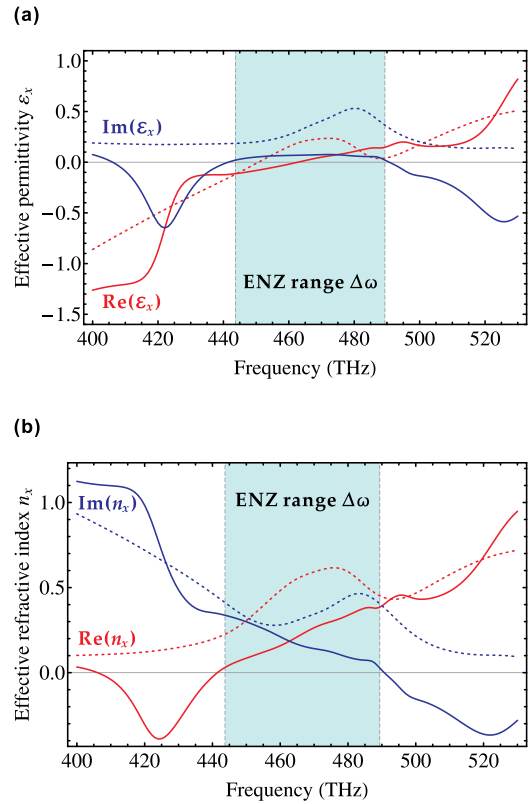 (a)
Effective permittivity εx
1.0
0.5
0.0
−0.5
−1.0
−1.5
Im(εx)
Re(εx)
ENZ range Δω
400 420 440 460 480 500 520
Frequency (THz)
(b)
Effective refractive index nx
1.0
0.5
0.0
Im(nx)
ENZ range Δω
Re(nx)
400 420 440 460 480 500 520
Frequency (THz)